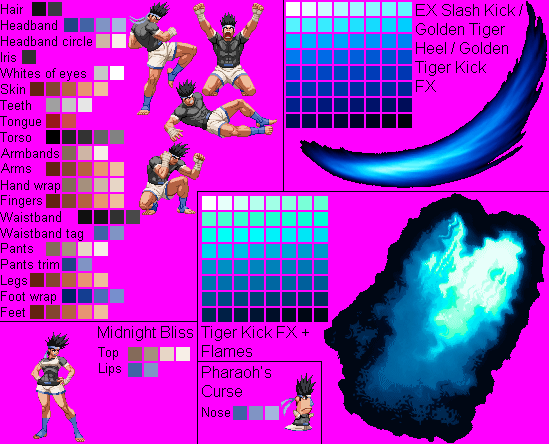 Hair
Headband
Headband circle
Iris
Whites of eyes
Skin
Teeth
Tongue
Torso
Armbands
Arms
Hand wrap
Fingers
Waistband
Waistband tag
Pants
Pants trim
Legs
Foot wrap
Feet
EX Slash Kick /
Golden Tiger
Heel / Golden
Tiger Kick
FX
Midnight Bliss
Top
Lips
Tiger Kick FX +
Flames
Pharaoh's
Curse
Nose